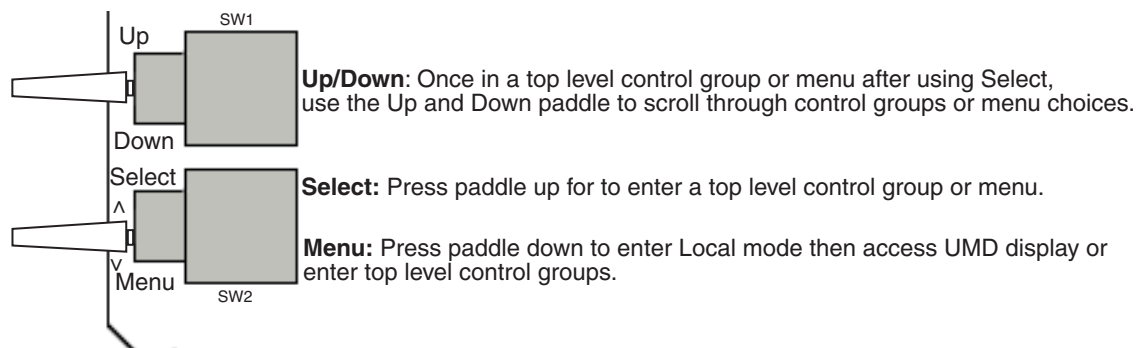 SW1
Up
Up/Down: Once in a top level control group or menu after using Select,
use the Up and Down paddle to scroll through control groups or menu choices.
Down
Select
Select: Press paddle up for to enter a top level control group or menu.
^
Menu: Press paddle down to enter Local mode then access UMD display or
enter top level control groups.
v
Menu
SW2